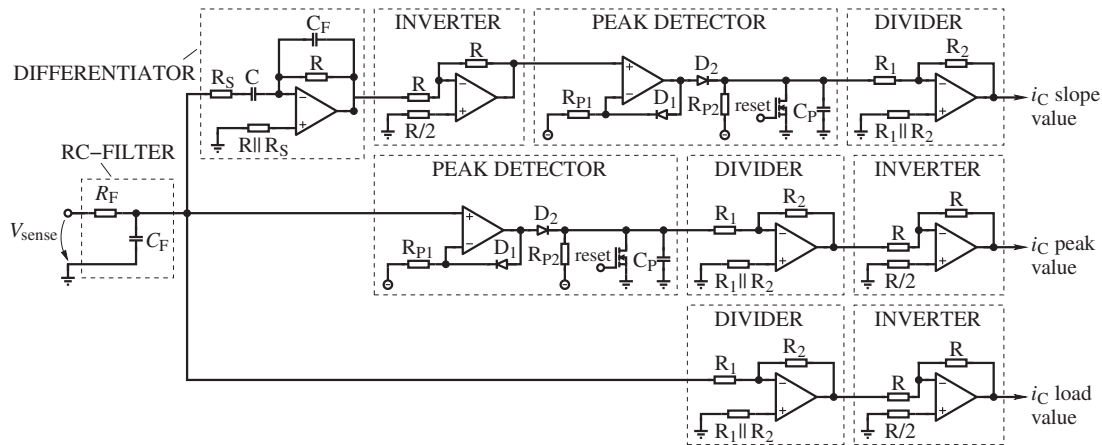 INVERTER
PEAK DETECTOR
DIVIDER
C_F
R
R_S C
DIFFERENTIATOR
R
R
D_2
R_2
R_1
R_P1
D_1
R_P2
reset
C_P
R||R_S
R/2
R_1||R_2
i_C slope
value
RC−FILTER
PEAK DETECTOR
DIVIDER
INVERTER
R_F
C_F
V_sense
D_2
R_1
R_2
R
R
R_P1
D_1
R_P2
reset
C_P
R_1||R_2
R/2
i_C peak
value
DIVIDER
INVERTER
R_1
R_2
R
R
R_1||R_2
R/2
i_C load
value